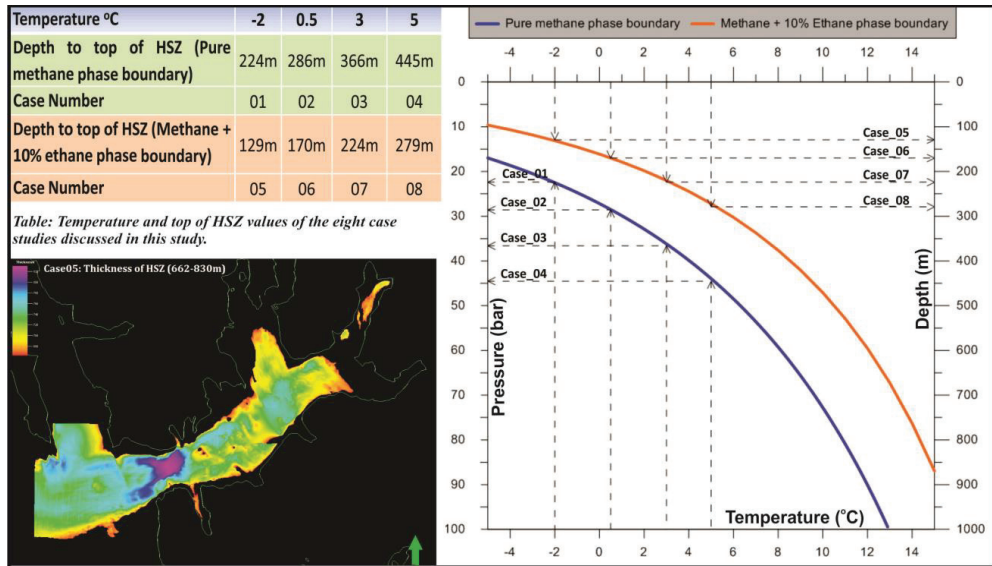 Temperature ºC -2 0.5 3 5
Depth to top of HSZ (Pure methane phase boundary) 224m 286m 366m 445m
Case Number 01 02 03 04
Depth to top of HSZ (Methane + 10% ethane phase boundary) 129m 170m 224m 279m
Case Number 05 06 07 08
Table: Temperature and top of HSZ values of the eight case
studies discussed in this study.
Case05: Thickness of HSZ (662-830m)
Pure methane phase boundary Methane + 10% Ethane phase boundary
-4 -2 0 2 4 6 8 10 12 14
0 0
10 100
20 200
30 300
40 400
50 500
60 600
70 700
80 800
90 900
100 1000
Case_05
Case_06
Case_01 Case_07
Case_02 Case_08
Case_03
Case_04
Pressure (bar)
Depth (m)
Temperature (°C)
-4 -2 0 2 4 6 8 10 12 14